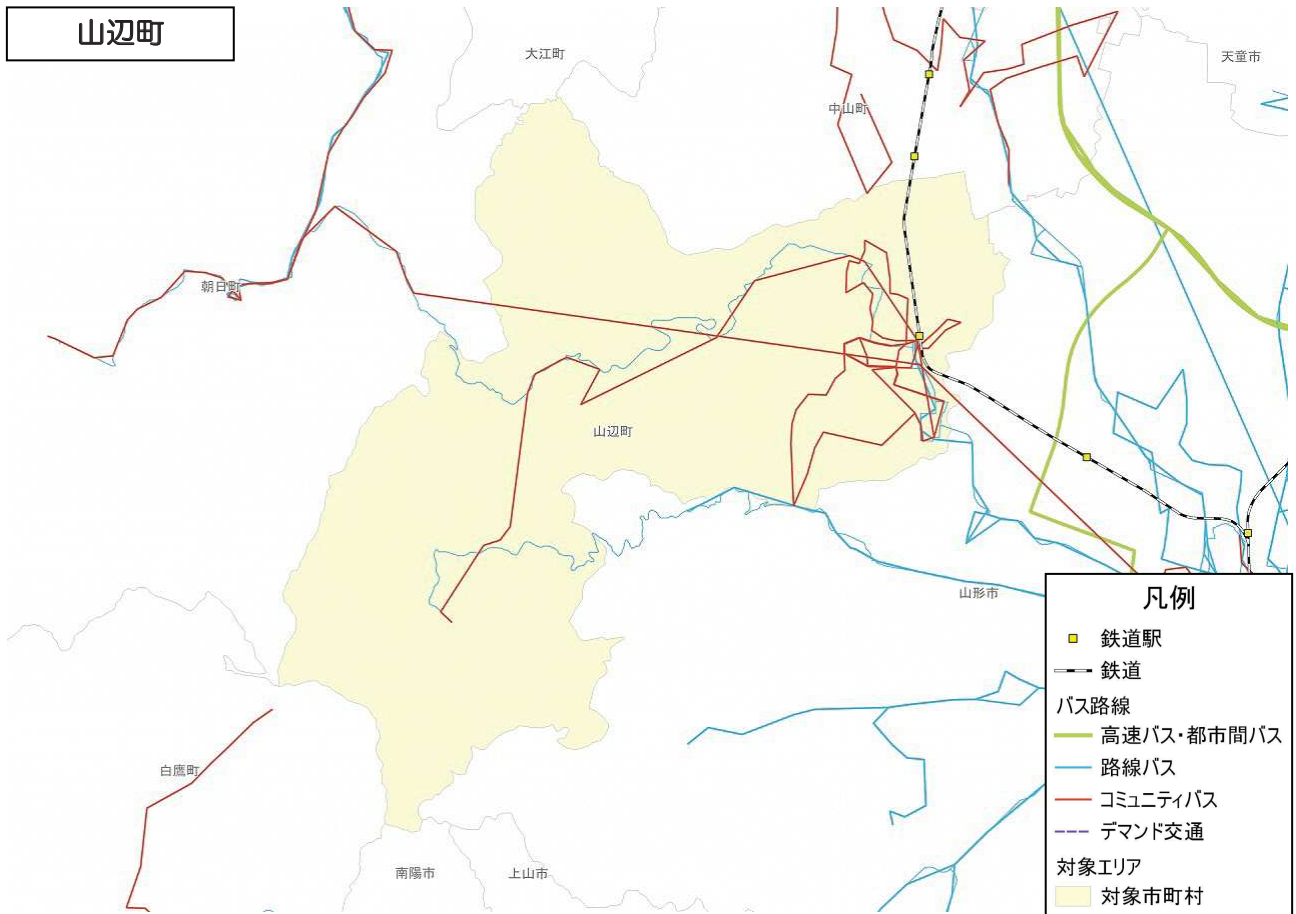 山辺町
大江町
天童市
中山町
朝日町
山辺町
山形市
白鷹町
南陽市
上山市
凡例
鉄道駅
鉄道
バス路線
高速バス・都市間バス
路線バス
コミュニティバス
デマンド交通
対象エリア
対象市町村